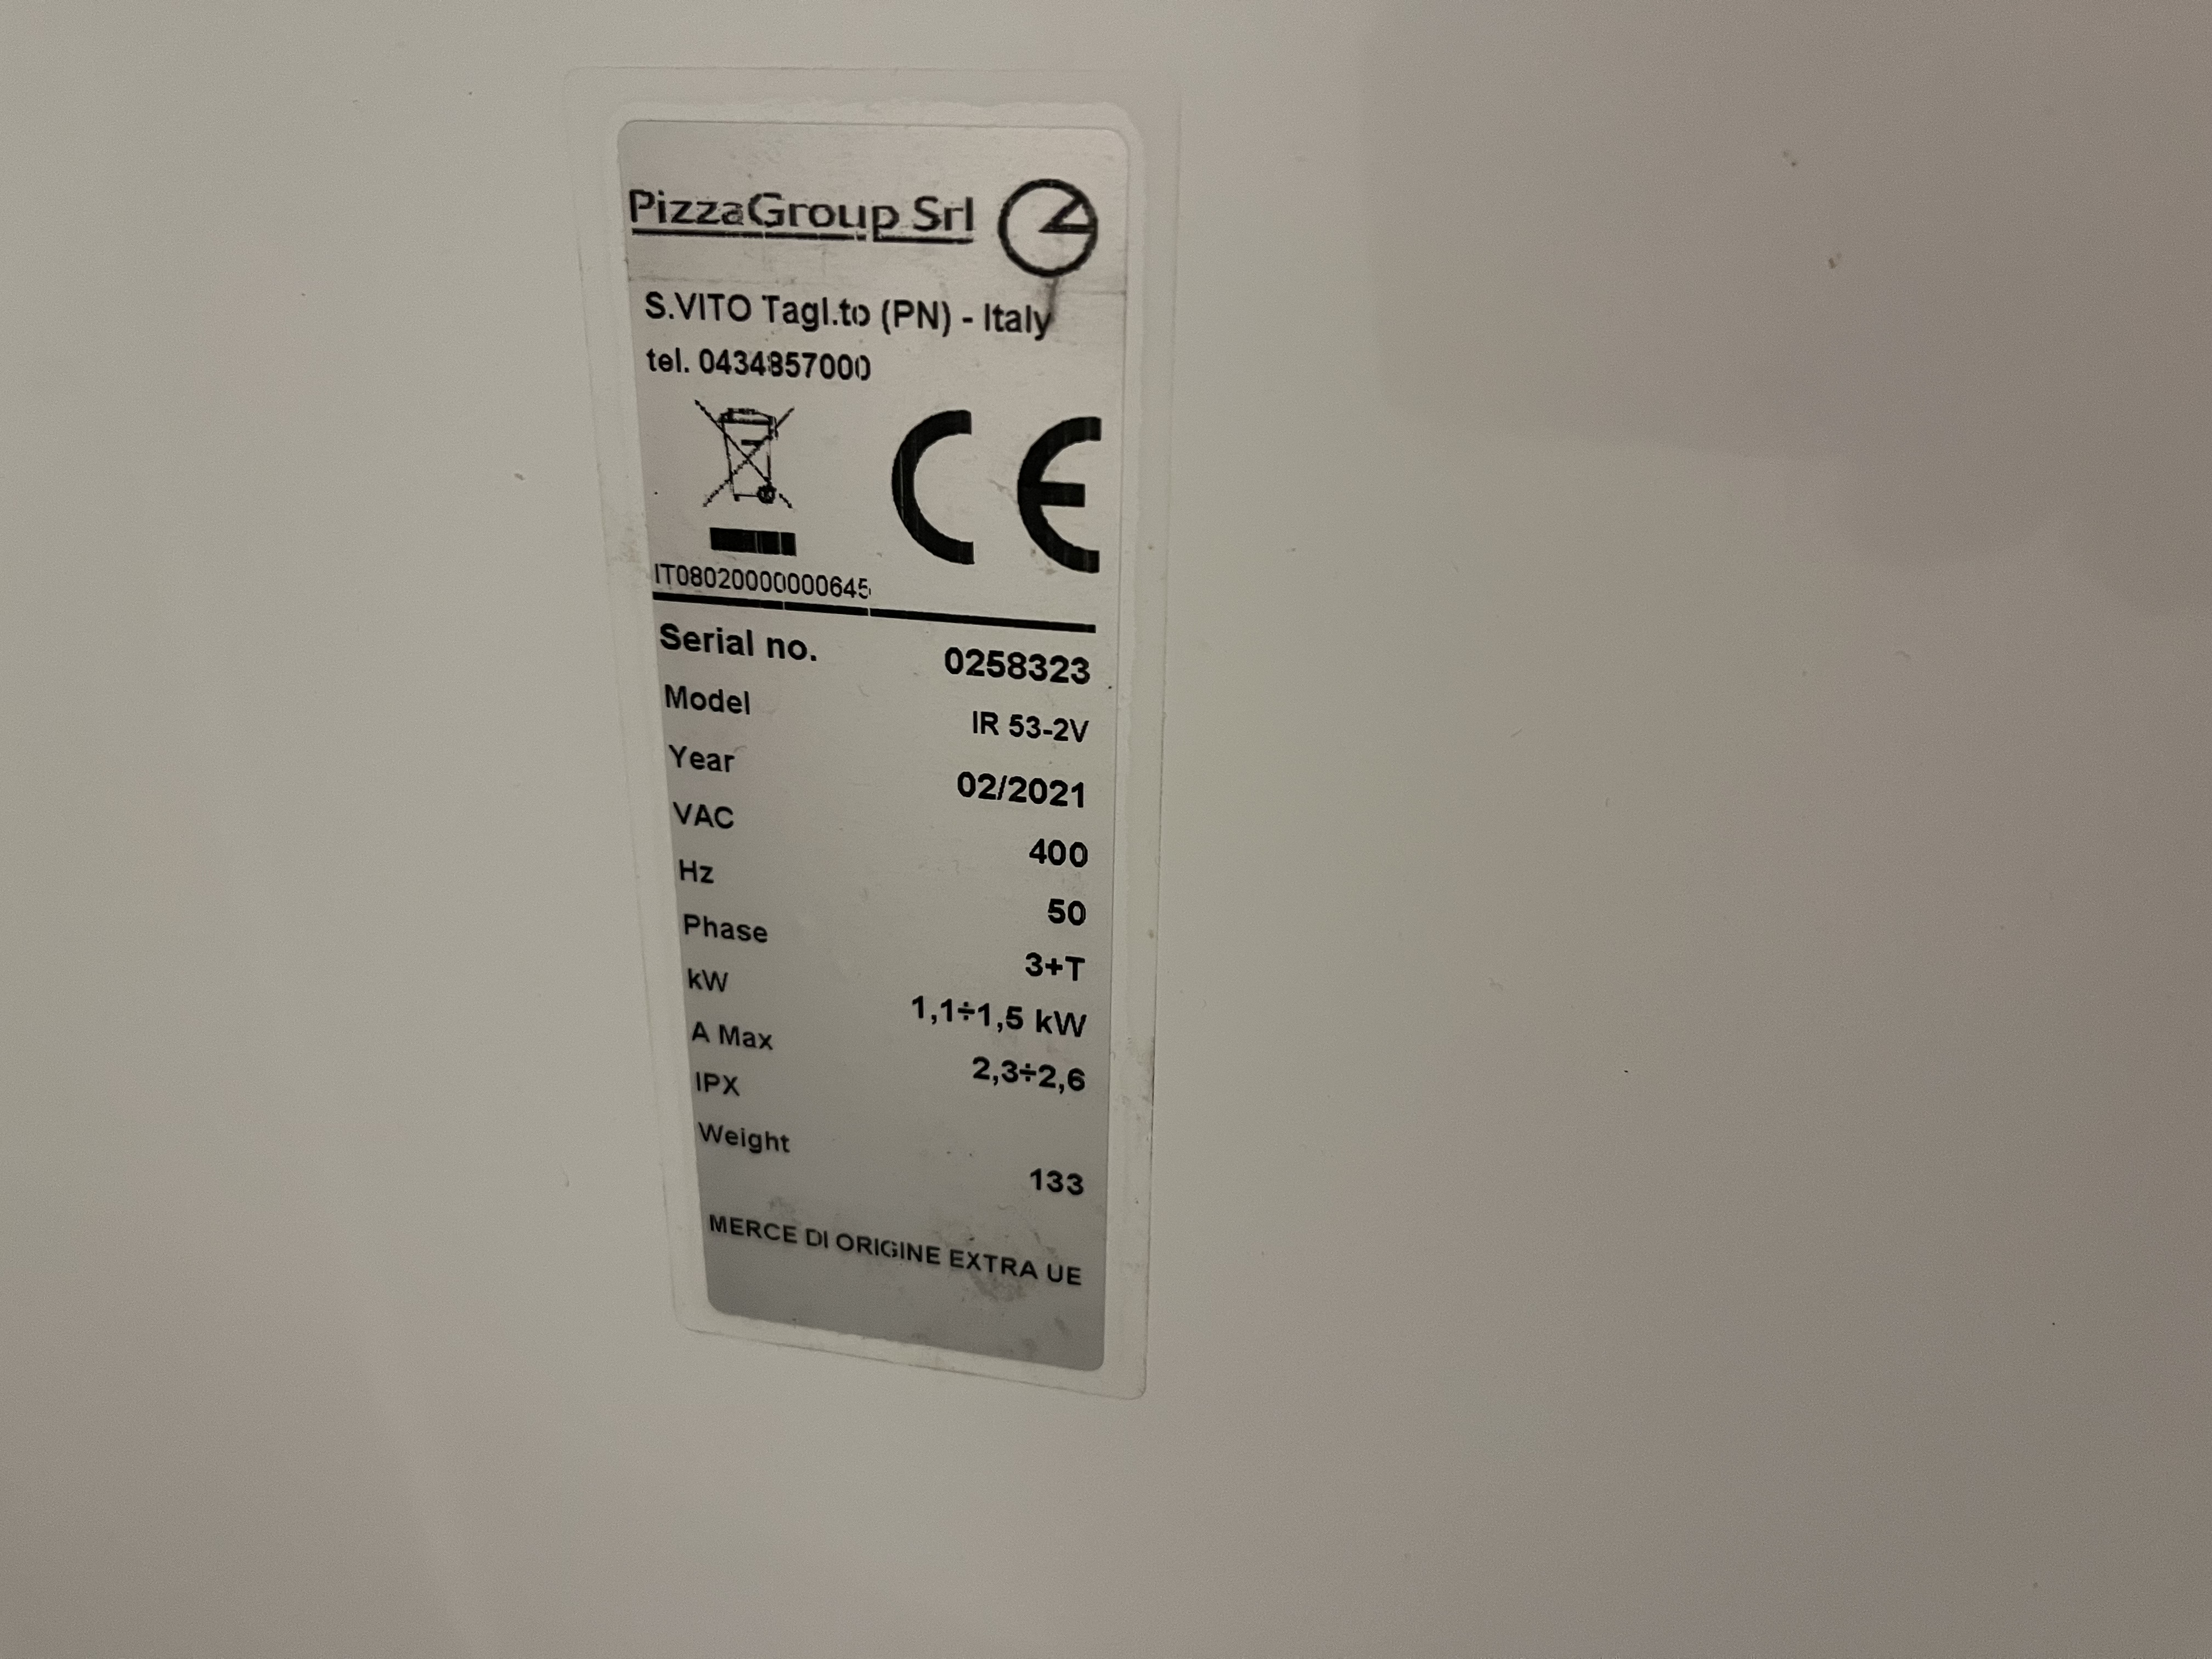 PizzaGroup Srl
S.VITO Tagl.to (PN) - Italy
tel. 0434857000
CE
IT08020000000645
Serial no. 0258323
Model IR 53-2V
Year 02/2021
VAC 400
Hz 50
Phase 3+T
kW 1,1÷1,5 kW
A Max 2,3÷2,6
IPX
Weight 133
MERCE DI ORIGINE EXTRA UE